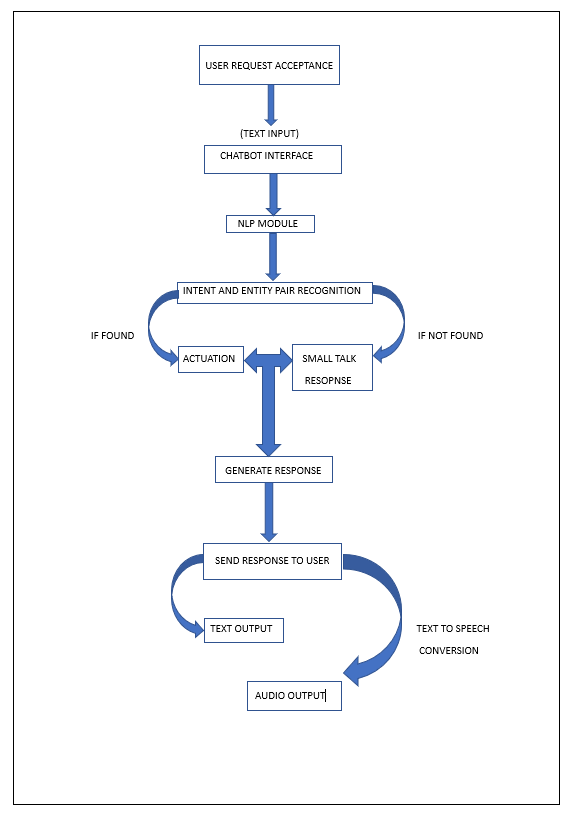 USER REQUEST ACCEPTANCE
(TEXT INPUT)
CHATBOT INTERFACE
NLP MODULE
INTENT AND ENTITY PAIR RECOGNITION
IF FOUND
IF NOT FOUND
ACTUATION
SMALL TALK
RESOPNSE
GENERATE RESPONSE
SEND RESPONSE TO USER
TEXT OUTPUT
TEXT TO SPEECH
CONVERSION
AUDIO OUTPUT